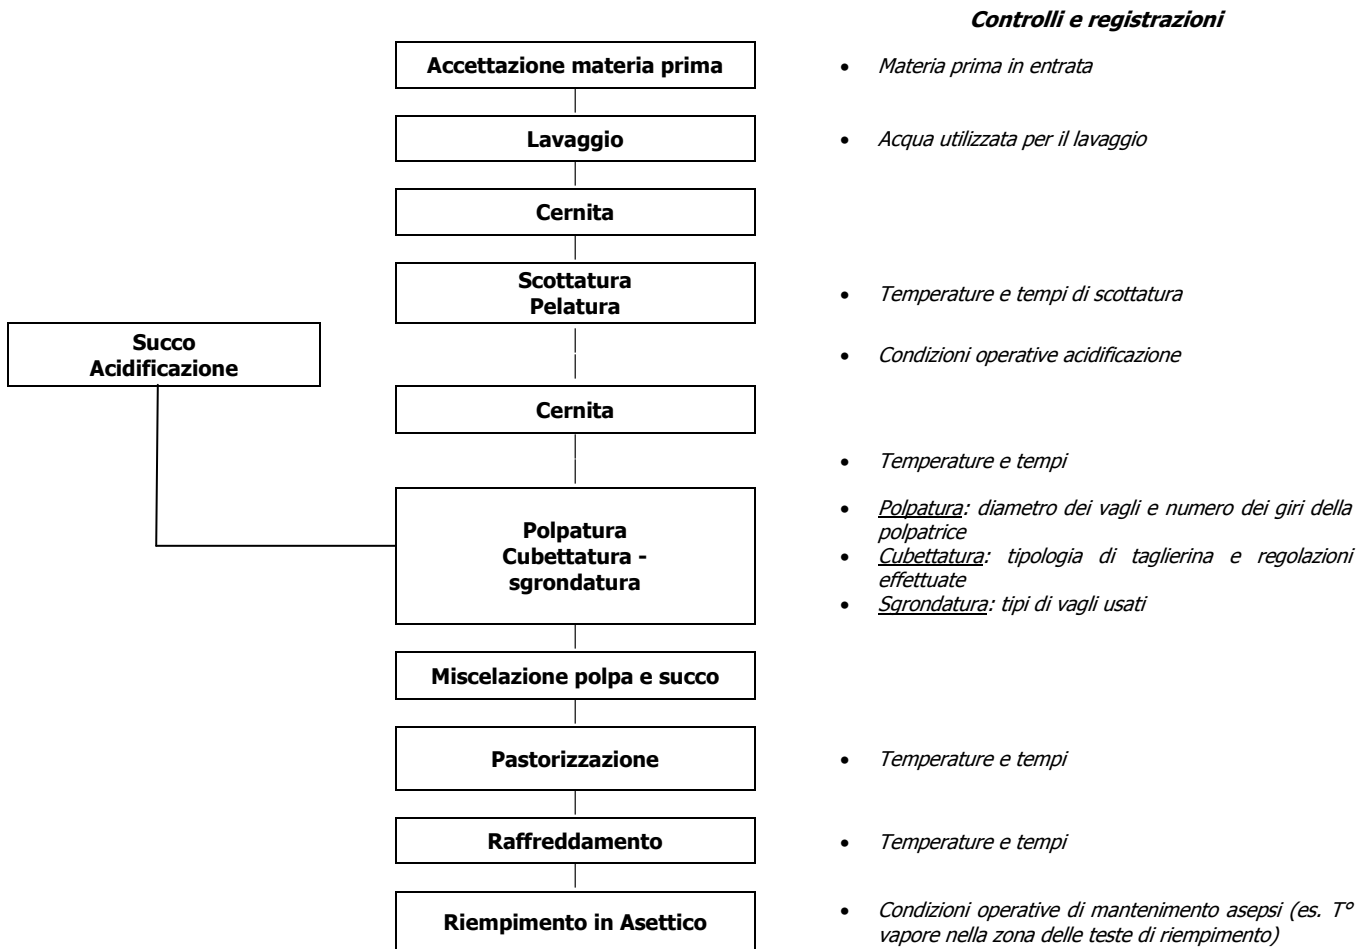 Controlli e registrazioni
Accettazione materia prima
• Materia prima in entrata
Lavaggio
• Acqua utilizzata per il lavaggio
Cernita
Scottatura
Pelatura
• Temperature e tempi di scottatura
Succo
Acidificazione
• Condizioni operative acidificazione
Cernita
• Temperature e tempi
Polpatura
Cubettatura -
sgrondatura
• Polpatura: diametro dei vagli e numero dei giri della
polpatrice
• Cubettatura: tipologia di taglierina e regolazioni
effettuate
• Sgrondatura: tipi di vagli usati
Miscelazione polpa e succo
Pastorizzazione
• Temperature e tempi
Raffreddamento
• Temperature e tempi
Riempimento in Asettico
• Condizioni operative di mantenimento asepsi (es. T°
vapore nella zona delle teste di riempimento)